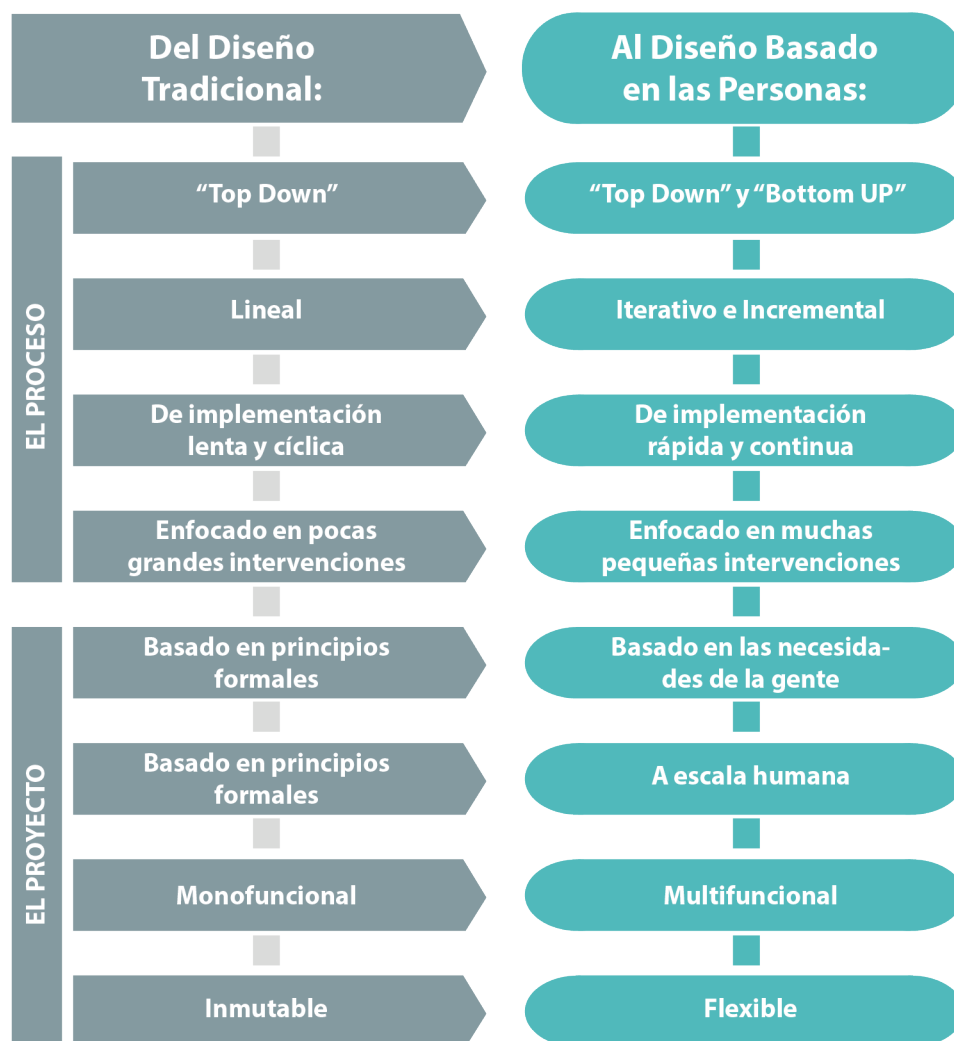 Del Diseño
Tradicional:
Al Diseño Basado
en las Personas:
EL PROCESO
“Top Down”
“Top Down” y “Bottom UP”
Lineal
Iterativo e Incremental
De implementación
lenta y cíclica
De implementación
rápida y continua
Enfocado en pocas
grandes intervenciones
Enfocado en muchas
pequeñas intervenciones
EL PROYECTO
Basado en principios
formales
Basado en las necesida-
des de la gente
Basado en principios
formales
A escala humana
Monofuncional
Multifuncional
Inmutable
Flexible